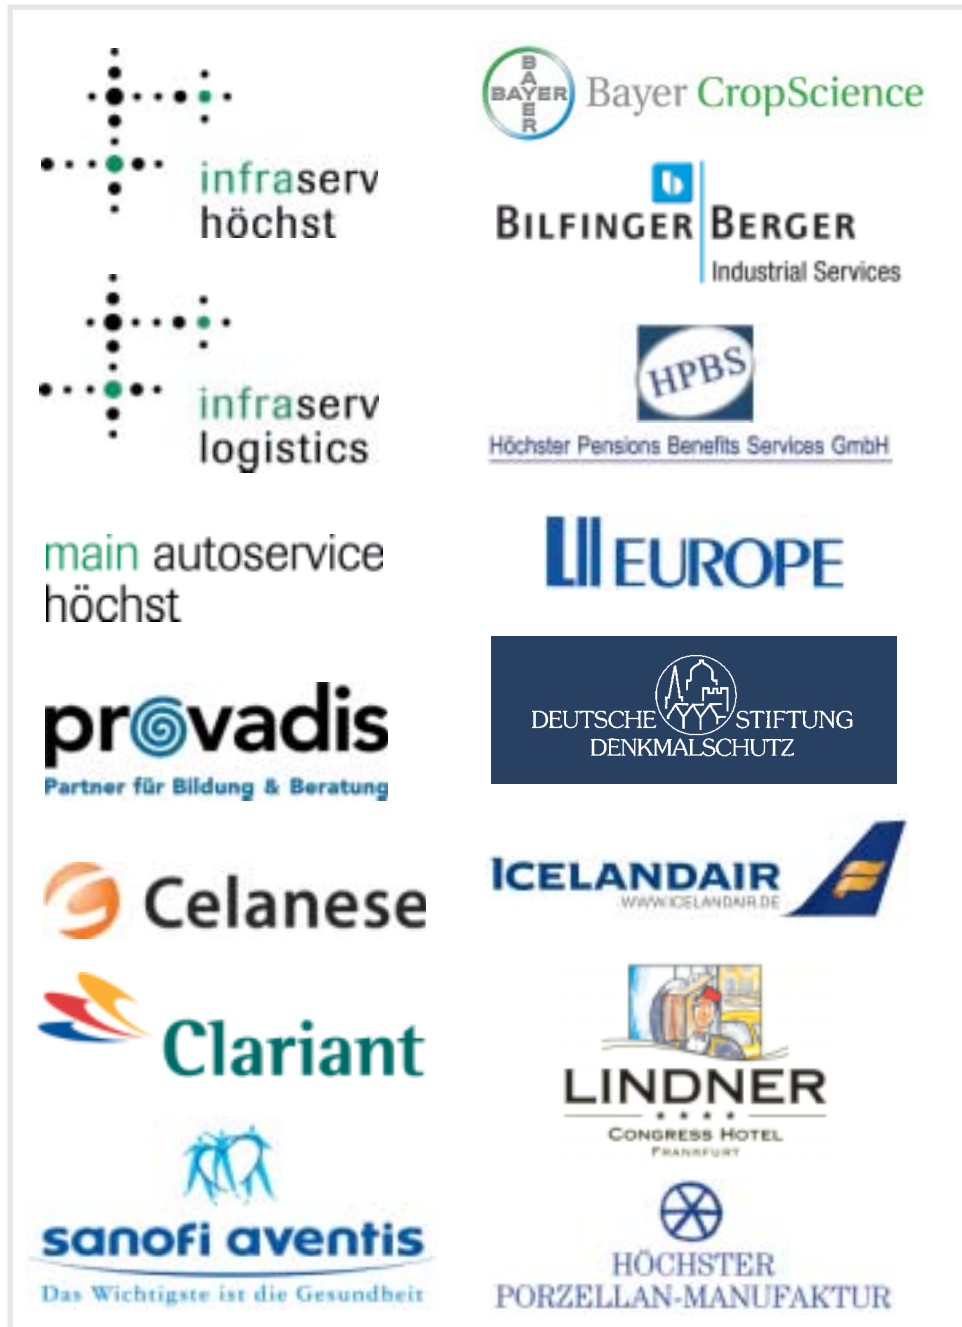 infraserv
höchst
infraserv
logistics
main autoservice
höchst
provadis
Partner für Bildung & Beratung
Celanese
Clariant
sanofi aventis
Das Wichtigste ist die Gesundheit
BAYER
BAYER
Bayer CropScience
BILFINGER BERGER
Industrial Services
HPBS
Höchster Pensions Benefits Services GmbH
LII EUROPE
DEUTSCHE STIFTUNG
DENKMALSCHUTZ
ICELANDAIR
WWW.ICELANDAIR.DE
LINDNER
CONGRESS HOTEL
FRANKFURT
HÖCHSTER
PORZELLAN-MANUFAKTUR